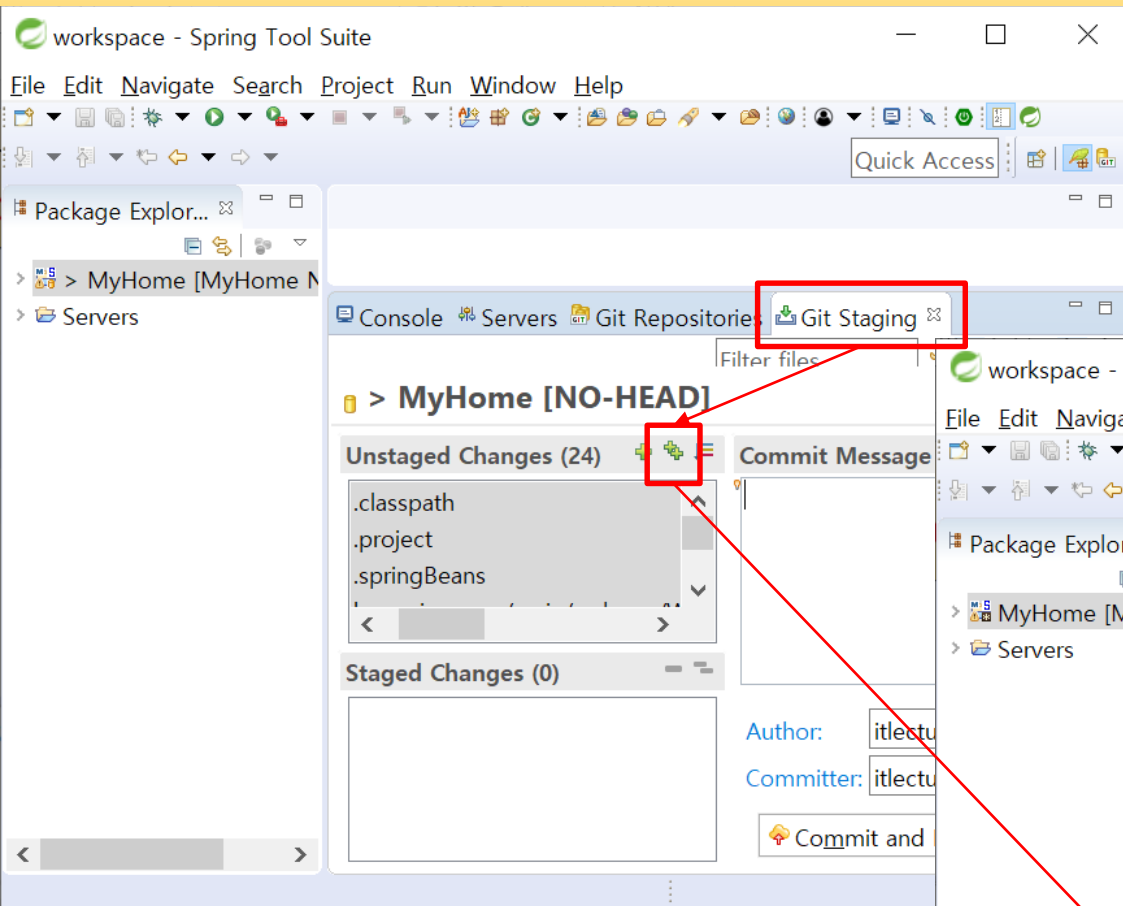 workspace - Spring Tool Suite
File Edit Navigate Search Project Run Window Help
Quick Access
Package Explor...
> MyHome [MyHome N
Servers
Console Servers Git Repositories Git Staging
Filter files
> MyHome [NO-HEAD]
Unstaged Changes (24)
Commit Message
.classpath
.project
.springBeans
Staged Changes (0)
Author: itlectu
Committer: itlectu
Commit and
workspace -
File Edit Naviga
Package Explor
MyHome [M
Servers